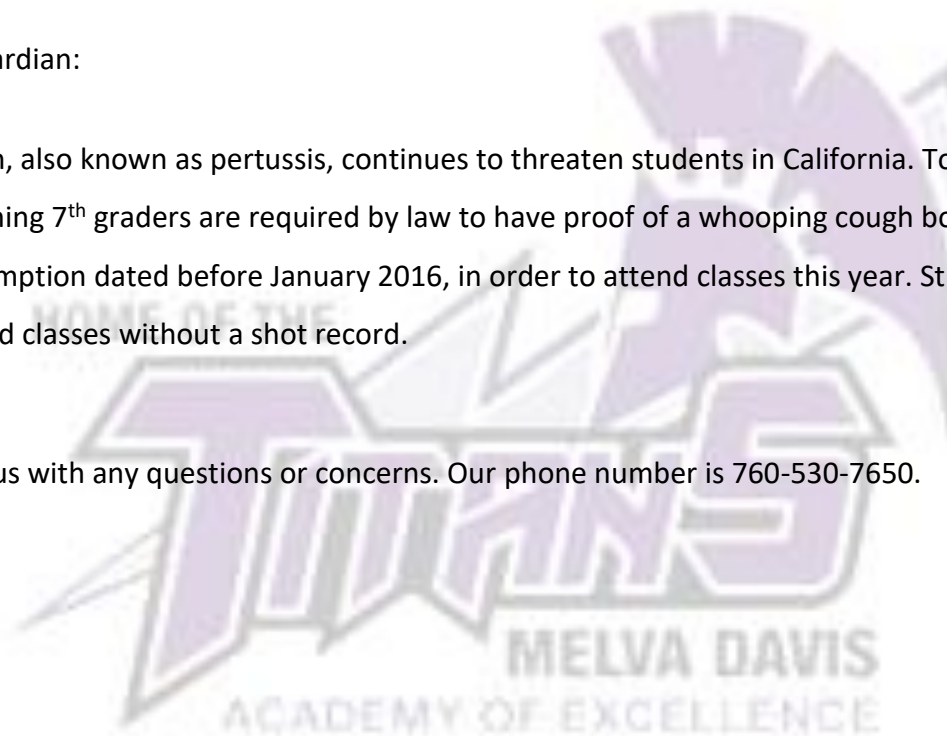 ardian:
, also known as pertussis, continues to threaten students in California. To
ning 7th graders are required by law to have proof of a whooping cough bo
mption dated before January 2016, in order to attend classes this year. St
d classes without a shot record.
HOME OF THE
us with any questions or concerns. Our phone number is 760-530-7650.
TITANS
MELVA DAVIS
ACADEMY OF EXCELLENCE